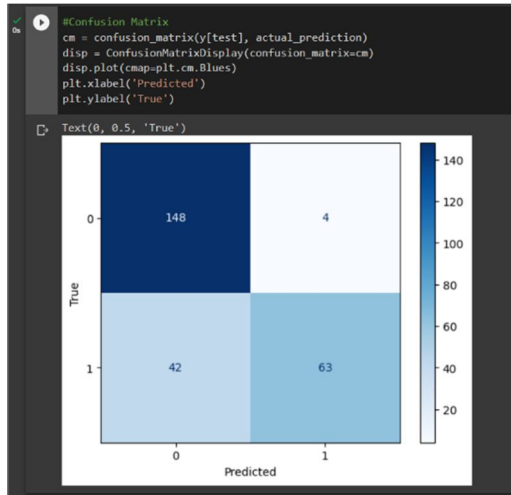 0s
#Confusion Matrix
cm = confusion_matrix(y[test], actual_prediction)
disp = ConfusionMatrixDisplay(confusion_matrix=cm)
disp.plot(cmap=plt.cm.Blues)
plt.xlabel('Predicted')
plt.ylabel('True')
Text(0, 0.5, 'True')
140
0
148
4
120
100
True
80
60
1
42
63
40
20
0
1
Predicted